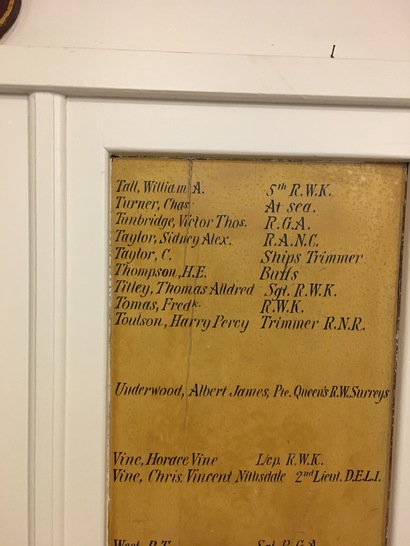 Tall, William A. 5th R.W.K.
Turner, Chas. At sea.
Tunbridge, Victor Thos. R.G.A.
Taylor, Sidney Alex. R.A.N.C.
Taylor, C. Ships Trimmer
Thompson, H.E. Buffs
Tilley, Thomas Alldred Sgt. R.W.K.
Tomas, Fredk. R.W.K.
Toulson, Harry Percy Trimmer R.N.R.
Underwood, Albert James, Pte. Queen's R.W. Surreys
Vine, Horace Vine L/cp. R.W.K.
Vine, Chris. Vincent Nithsdale 2nd Lieut. D.E.L.I.